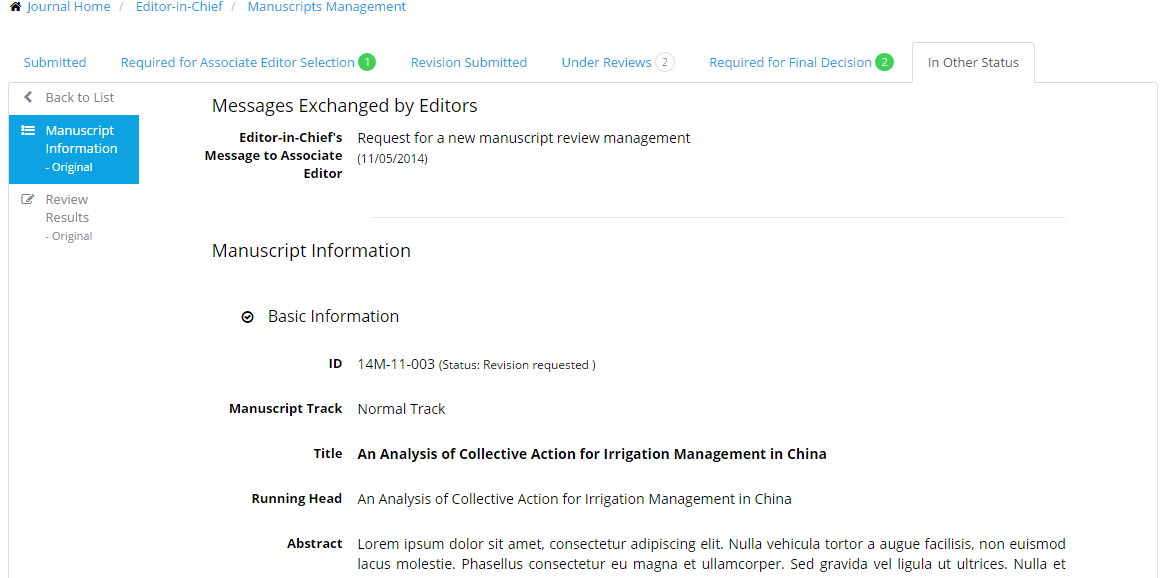 Journal Home / Editor-in-Chief / Manuscripts Management
Submitted Required for Associate Editor Selection 1 Revision Submitted Under Reviews 2 Required for Final Decision 2 In Other Status
Back to List
Manuscript
Information
- Original
Review
Results
- Original
Messages Exchanged by Editors
Editor-in-Chief's
Message to Associate
Editor
Request for a new manuscript review management
(11/05/2014)
Manuscript Information
Basic Information
ID 14M-11-003 (Status: Revision requested )
Manuscript Track Normal Track
Title An Analysis of Collective Action for Irrigation Management in China
Running Head An Analysis of Collective Action for Irrigation Management in China
Abstract Lorem ipsum dolor sit amet, consectetur adipiscing elit. Nulla vehicula tortor a augue facilisis, non euismod
lacus molestie. Phasellus consectetur eu magna et ullamcorper. Sed gravida vel ligula ut ultrices. Nulla et